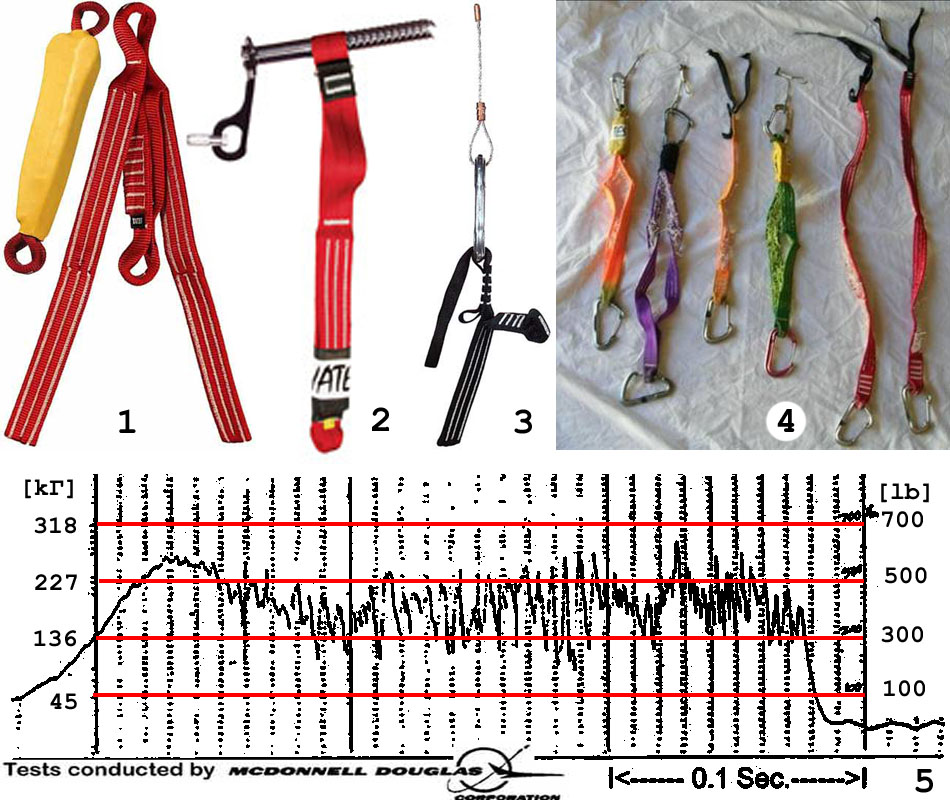 1
2
3
4
[кГ]
[lb]
318
700
227
500
136
300
45
100
Tests conducted by MCDONNELL DOUGLAS
CORPORATION
|<------ 0.1 Sec.------>|
5